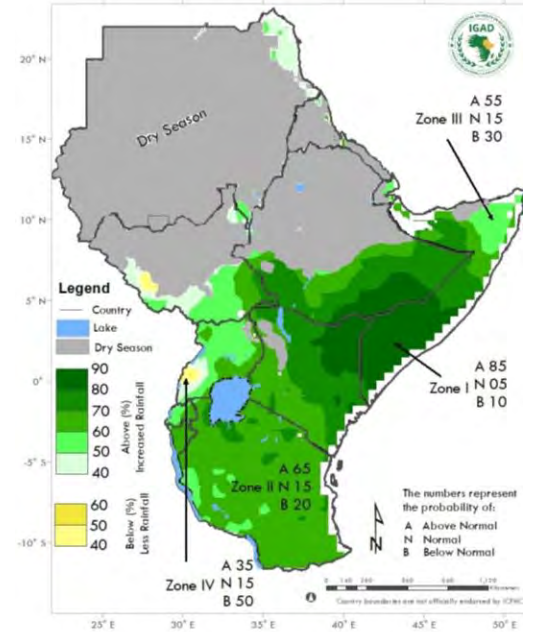 IGAD
20° N
15° N
10° N
5° N
0°
-5° S
-10° S
25° E
30° E
35° E
40° E
45° E
50° E
Dry Season
A 55
Zone III N 15
B 30
A 85
Zone I N 05
B 10
A 65
Zone II N 15
B 20
A 35
Zone IV N 15
B 50
Legend
Country
Lake
Dry Season
90
80
70
60
50
40
Above (%)
Increased Rainfall
60
50
40
Below (%)
Less Rainfall
The numbers represent
the probability of:
A Above Normal
N Normal
B Below Normal
N
Country boundaries are not officially endorsed by ICPAC